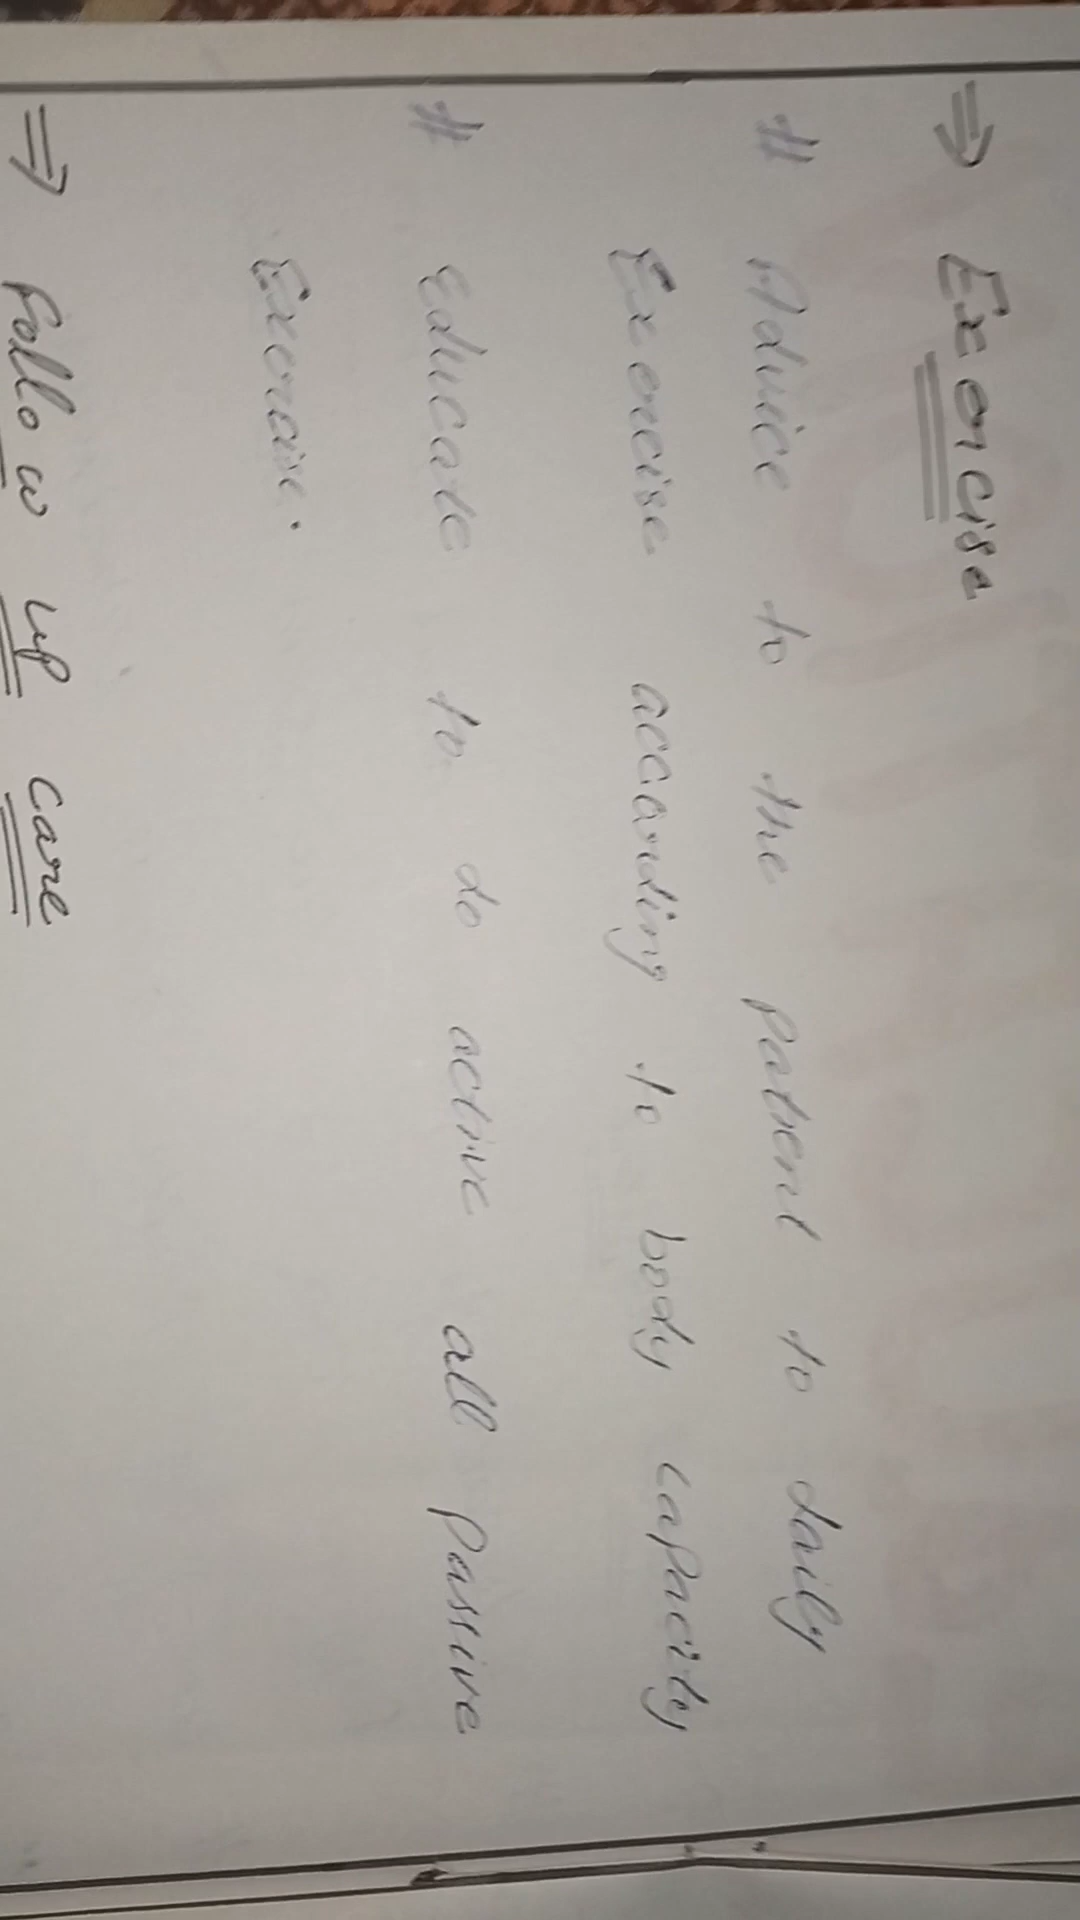 ⇒ Exercise
# Advice to the patient to daily
Exercise according to body capacity
# Educate to do active all passive
Exercise.
⇒ Follow up care